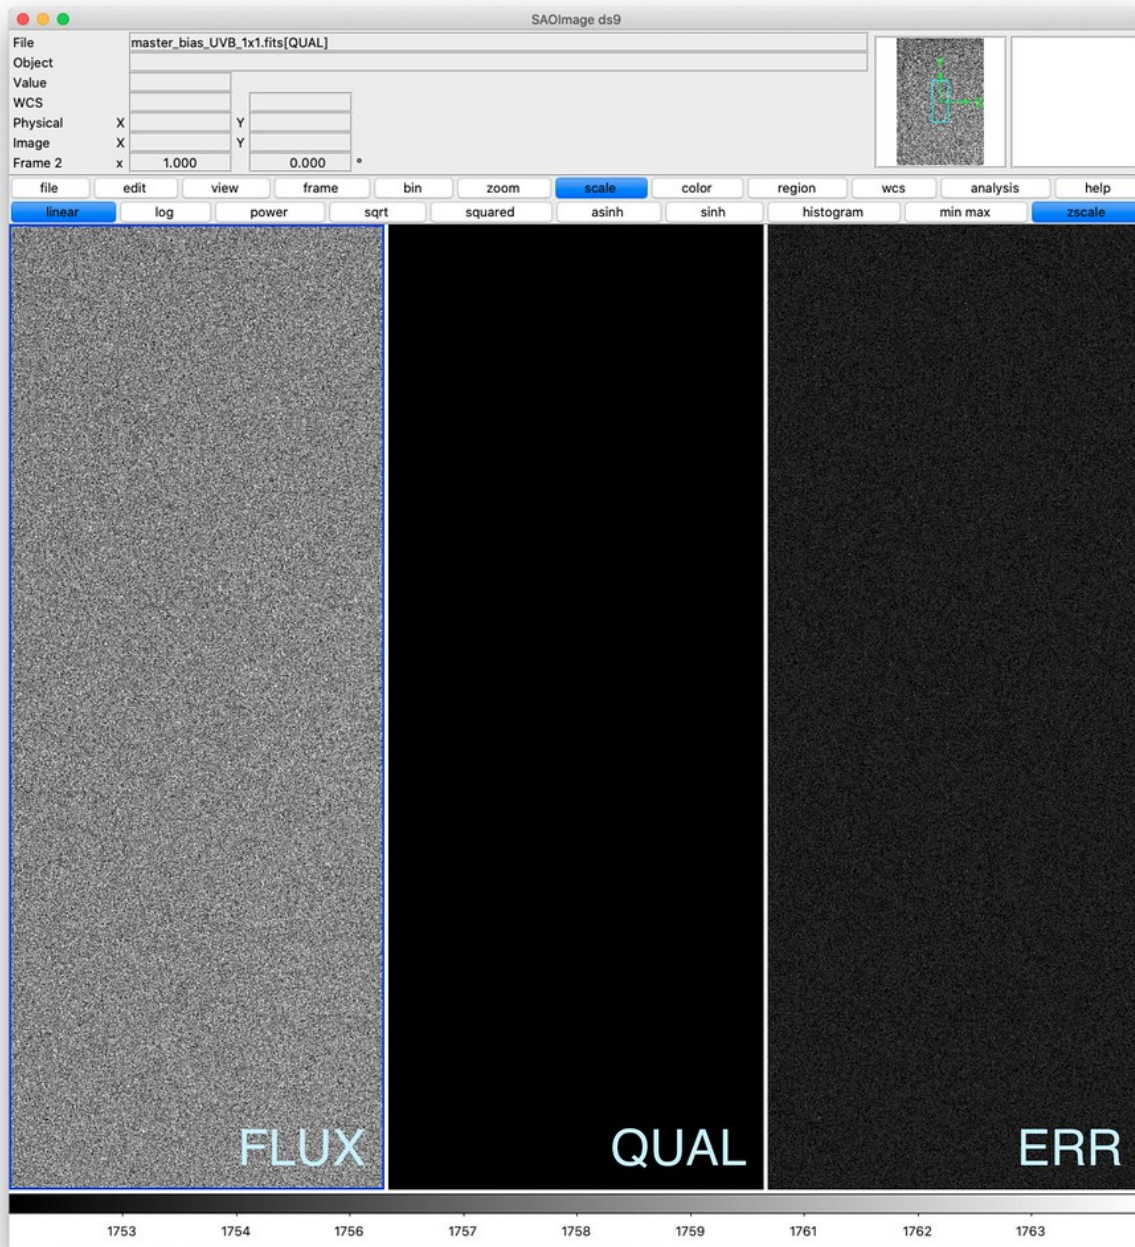 SAOImage ds9
File master_bias_UVB_1x1.fits[QUAL]
Object
Value
WCS
Physical X Y
Image X Y
Frame 2 x 1.000 0.000 °
file edit view frame bin zoom scale color region wcs analysis help
linear log power sqrt squared asinh sinh histogram min max zscale
FLUX QUAL ERR
1753 1754 1756 1757 1758 1759 1761 1762 1763